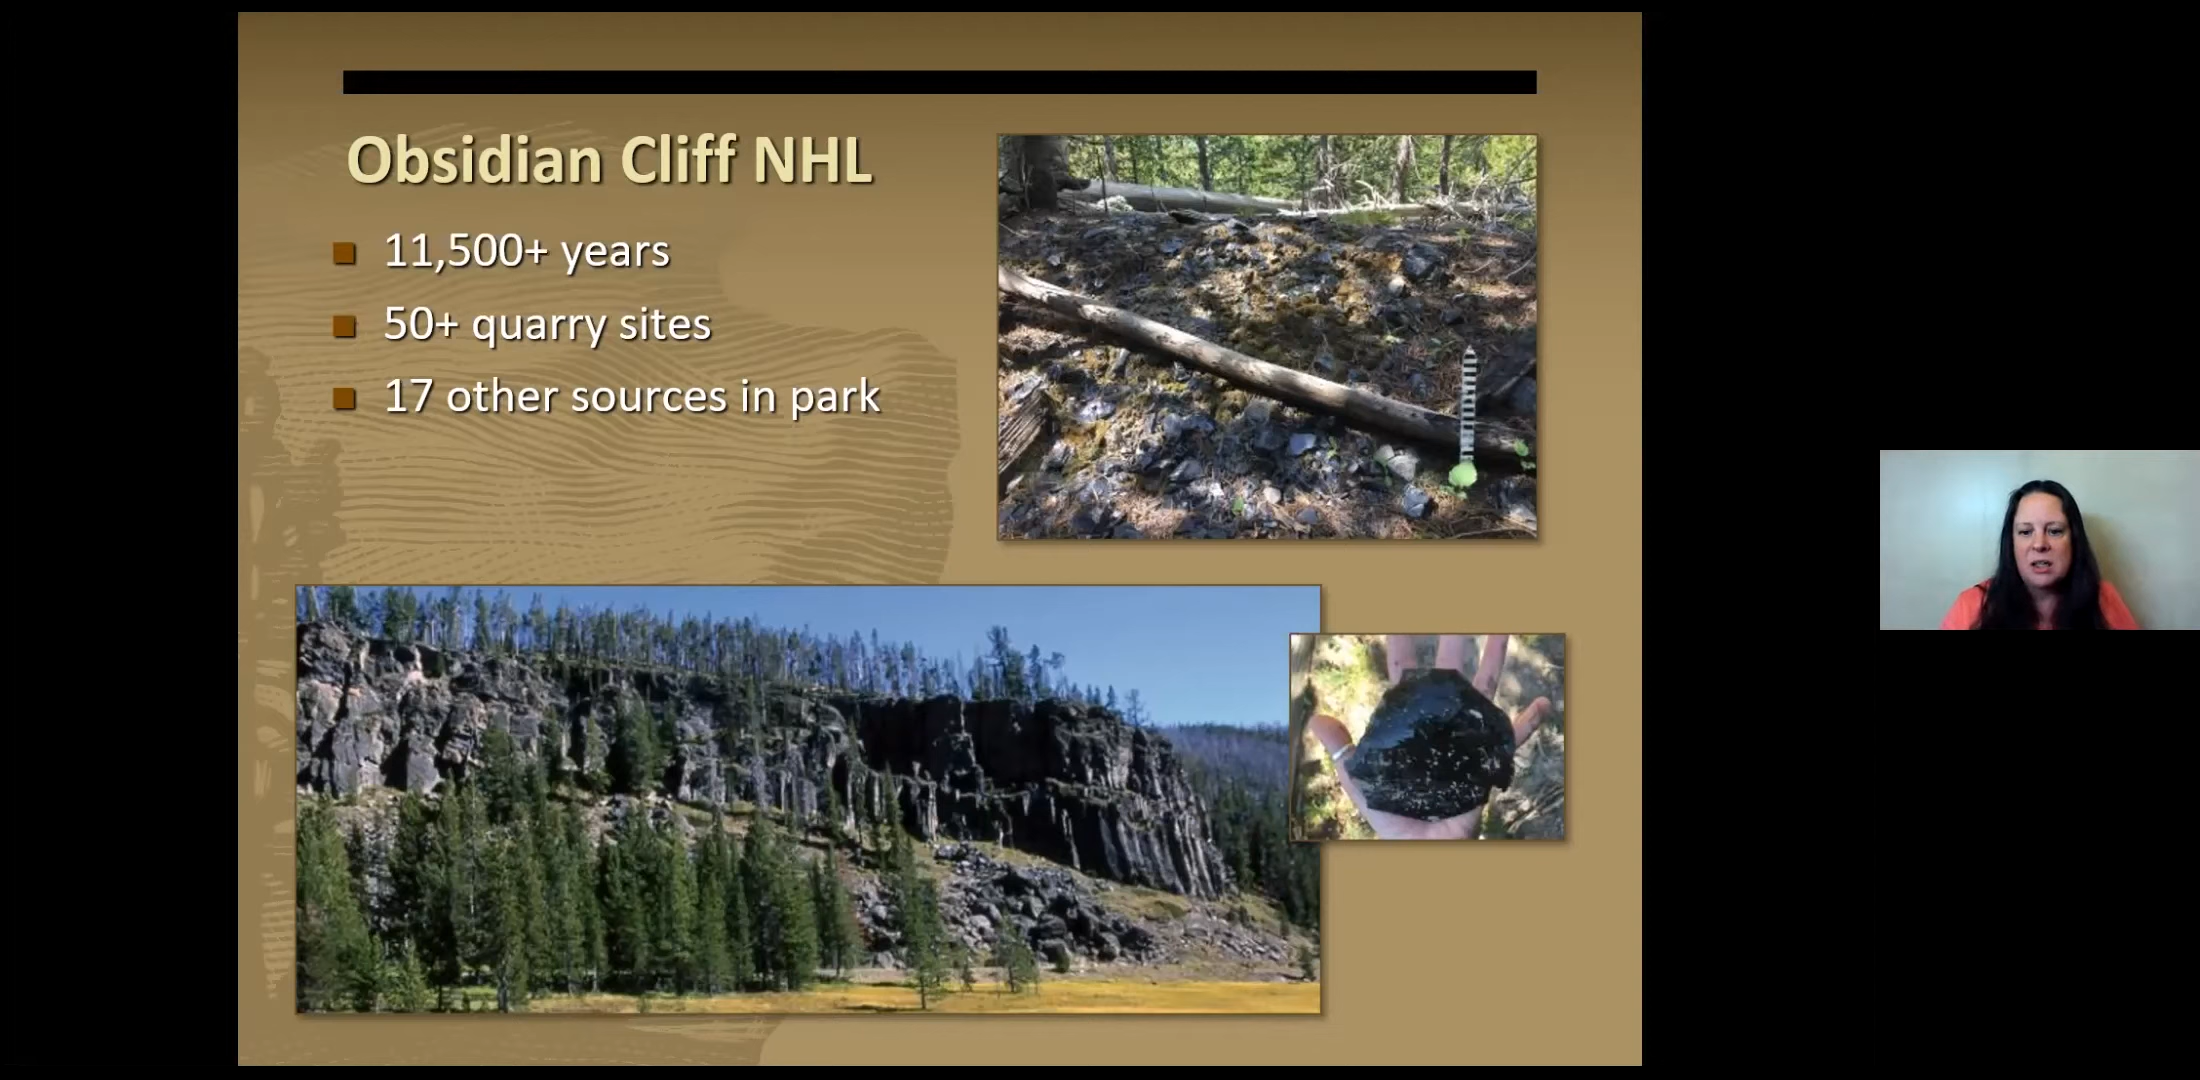 Obsidian Cliff NHL
11,500+ years
50+ quarry sites
17 other sources in park